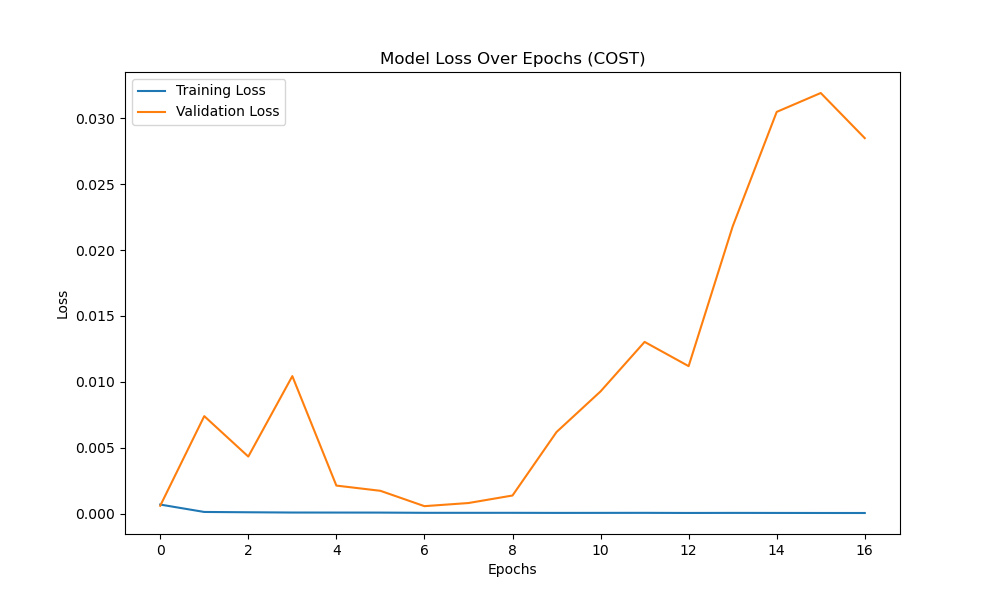 Model Loss Over Epochs (COST)
Training Loss
Validation Loss
0.030
0.025
0.020
0.015
0.010
0.005
0.000
Loss
0 2 4 6 8 10 12 14 16
Epochs